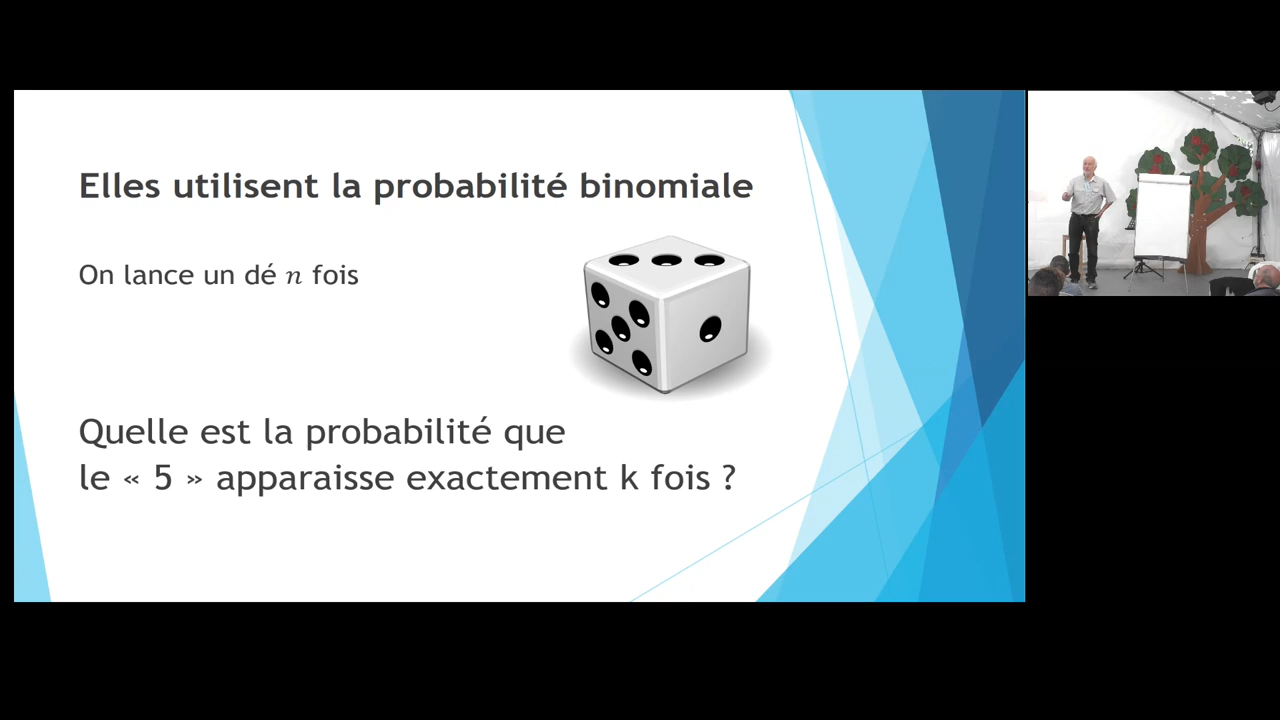 Elles utilisent la probabilité binomiale
On lance un dé n fois
Quelle est la probabilité que
le « 5 » apparaisse exactement k fois ?